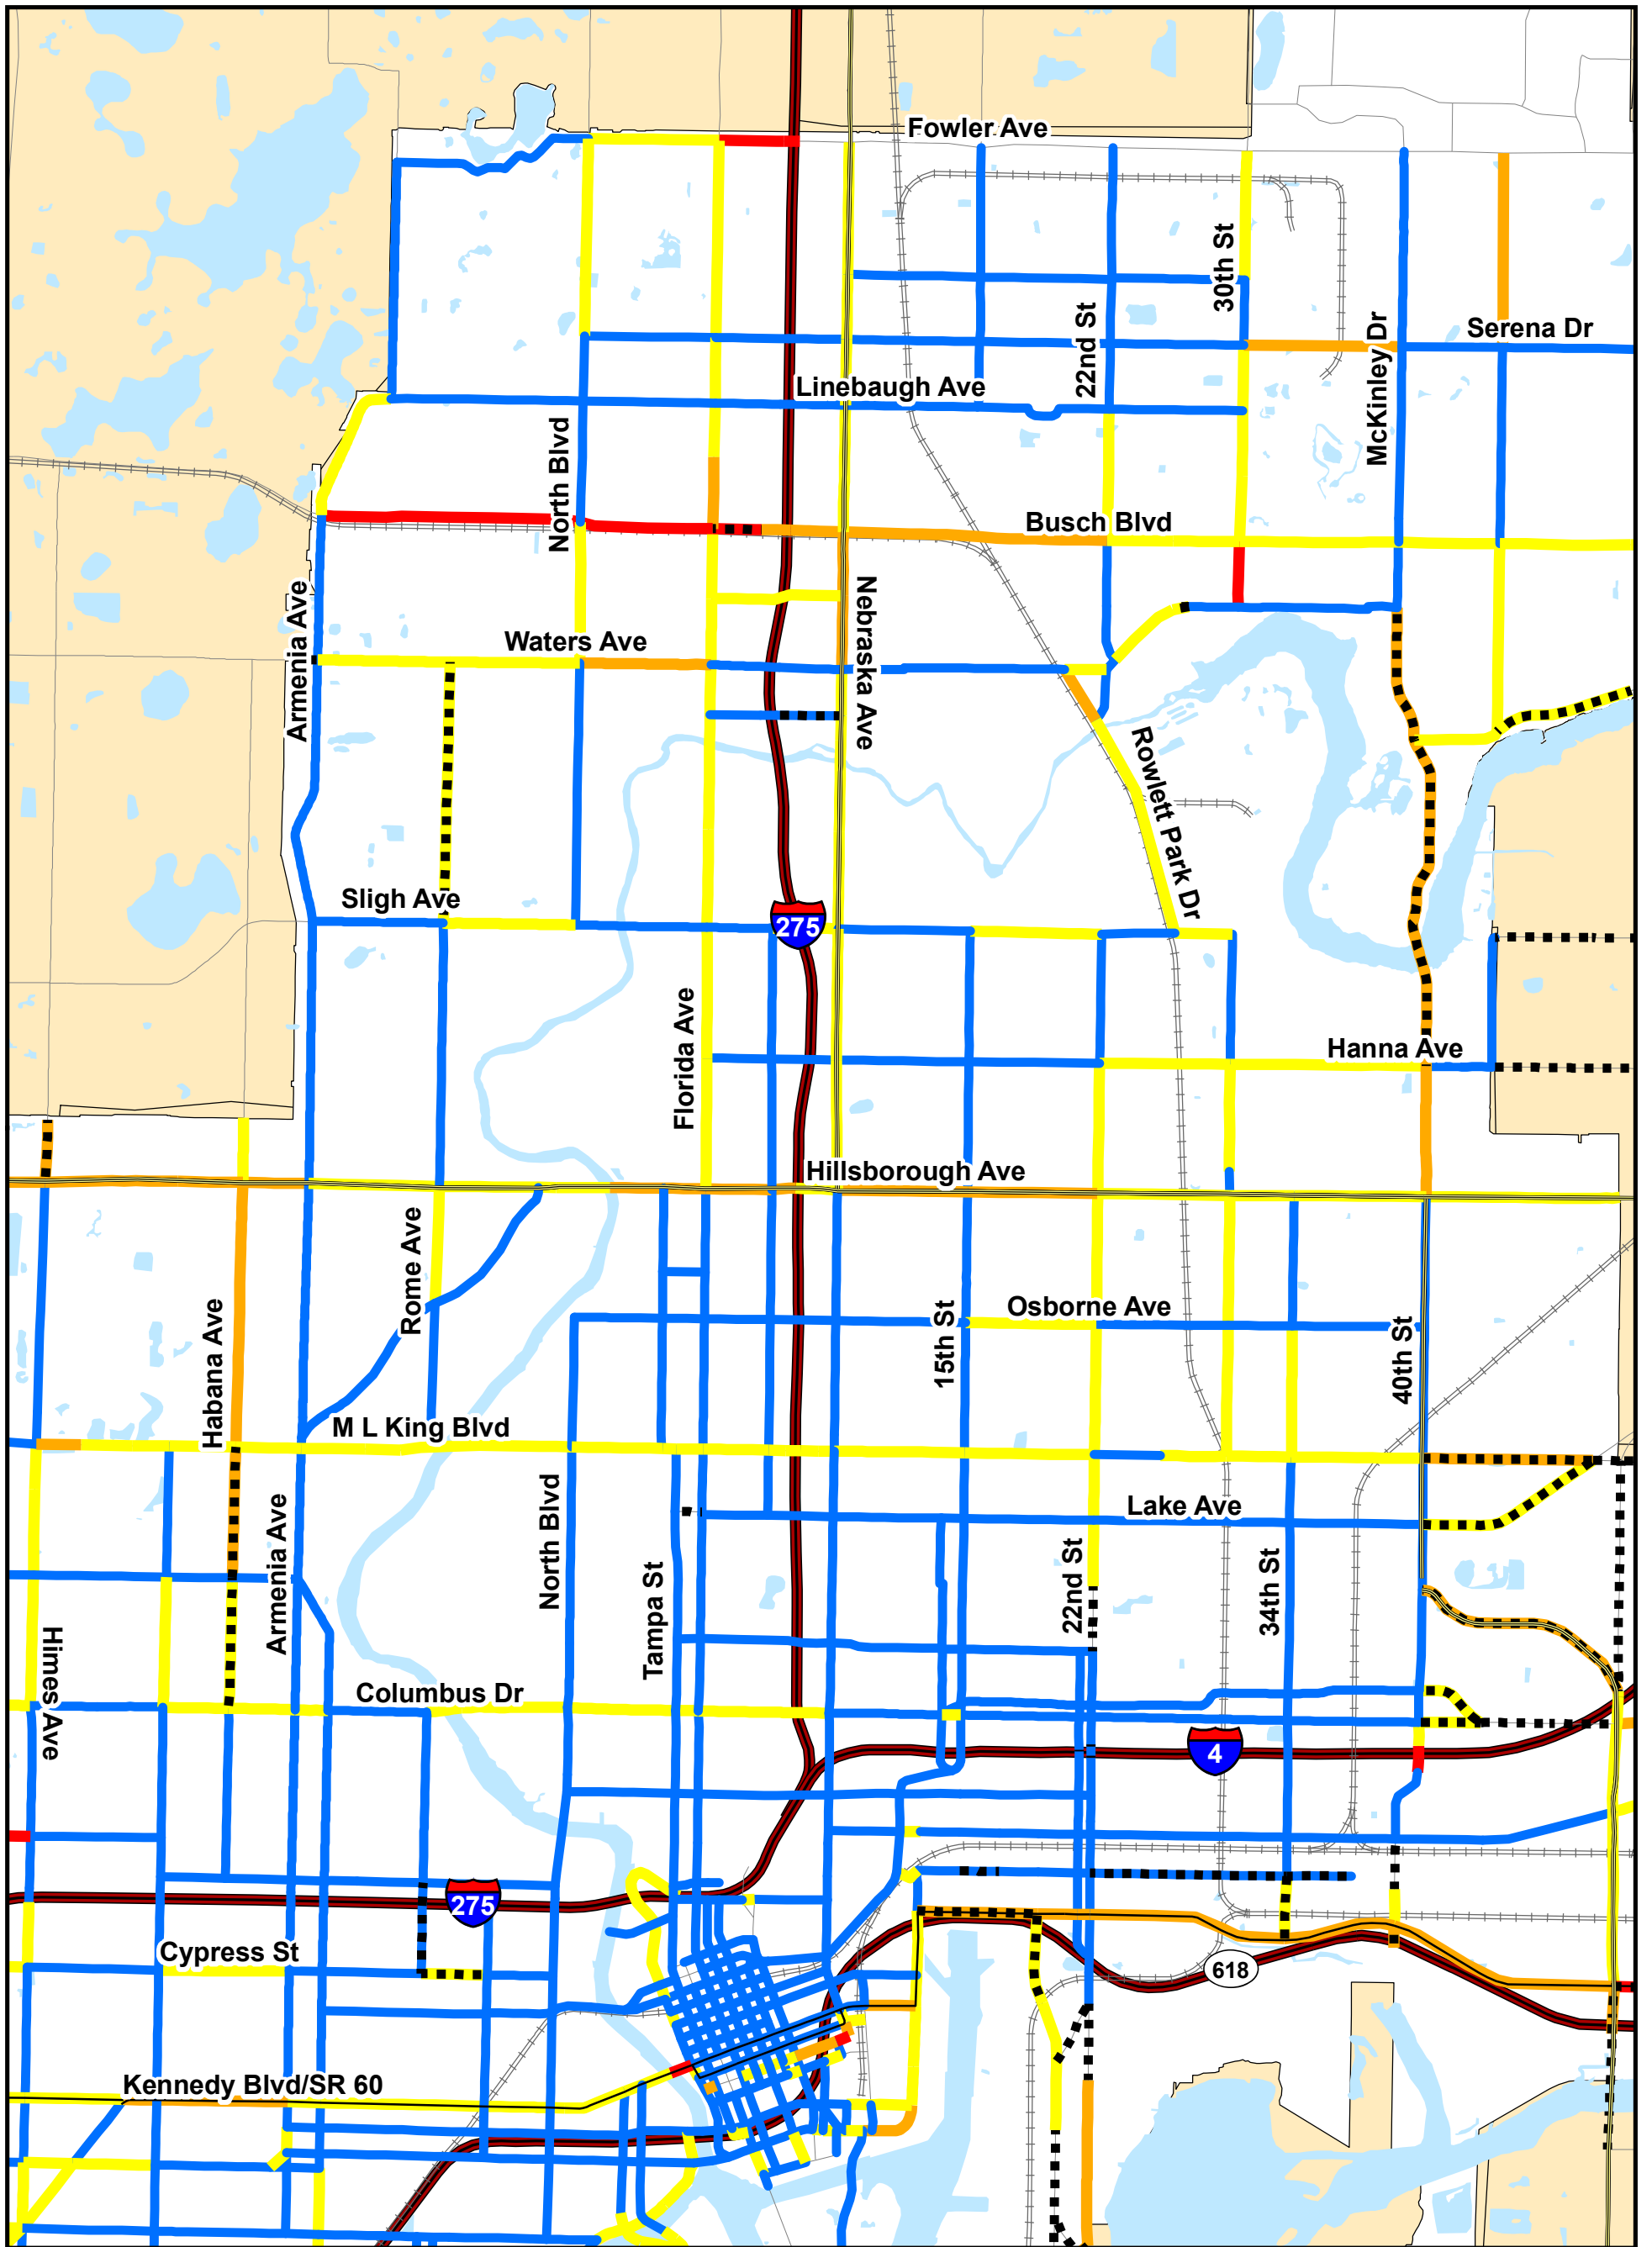 Fowler Ave
30th St
22nd St
McKinley Dr
Serena Dr
Linebaugh Ave
North Blvd
Busch Blvd
Armenia Ave
Nebraska Ave
Waters Ave
Rowlett Park Dr
Sligh Ave
275
Florida Ave
Hanna Ave
Hillsborough Ave
Rome Ave
Habana Ave
15th St
Osborne Ave
40th St
M L King Blvd
Armenia Ave
North Blvd
Lake Ave
Tampa St
22nd St
34th St
Himes Ave
Columbus Dr
4
275
Cypress St
618
Kennedy Blvd/SR 60